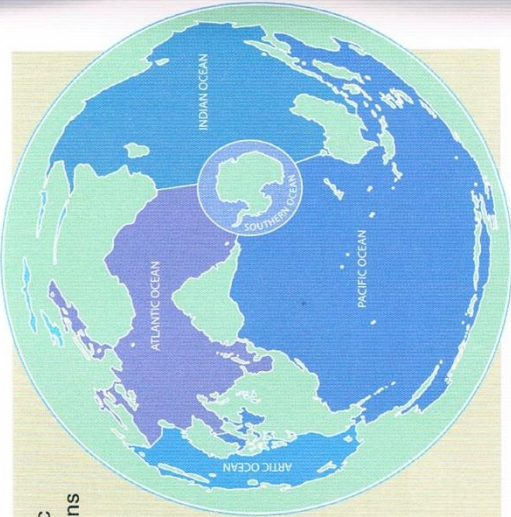 INDIAN OCEAN
SOUTHERN OCEAN
ATLANTIC OCEAN
PACIFIC OCEAN
ARTIC OCEAN
c
ns